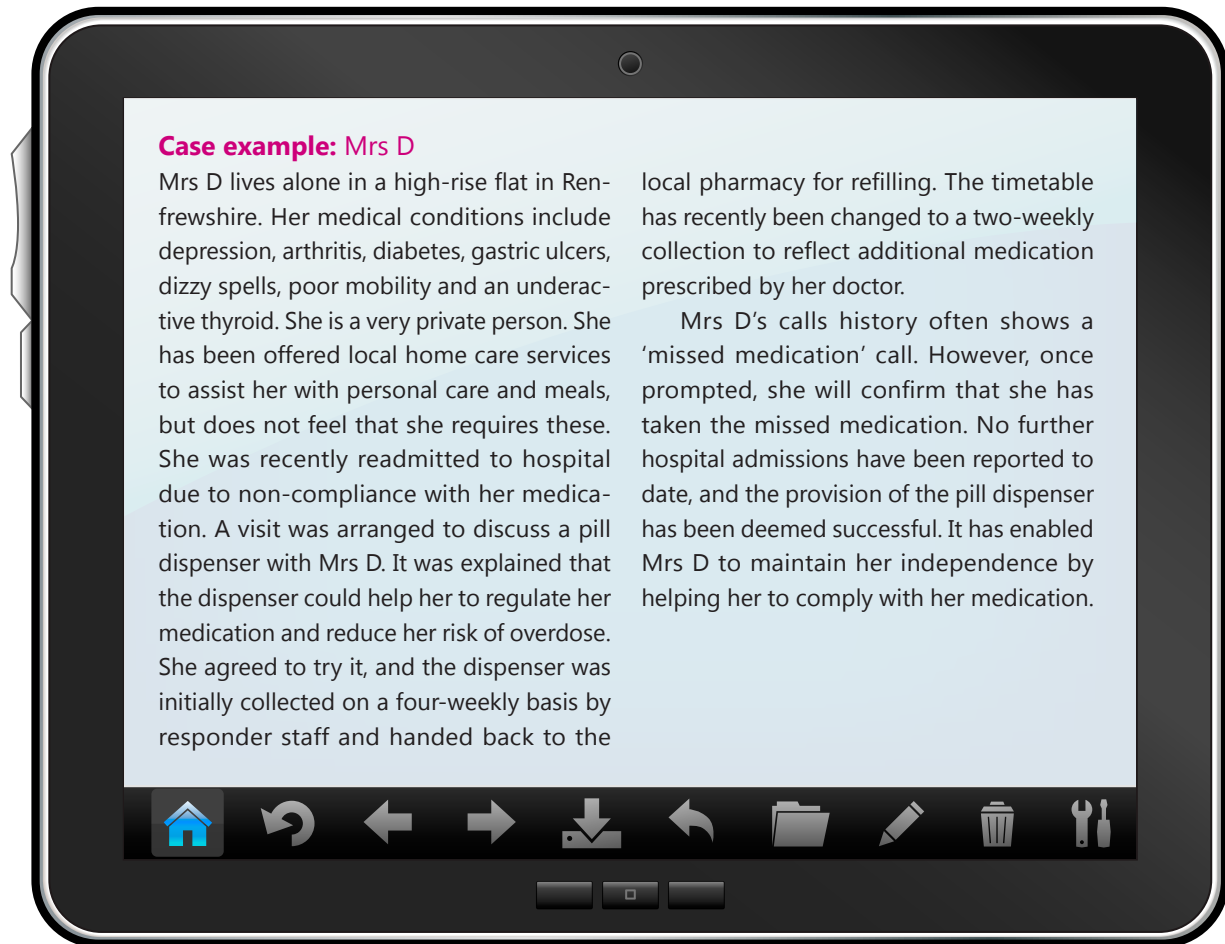 Case example: Mrs D
Mrs D lives alone in a high-rise flat in Ren-
frewshire. Her medical conditions include
depression, arthritis, diabetes, gastric ulcers,
dizzy spells, poor mobility and an underac-
tive thyroid. She is a very private person. She
has been offered local home care services
to assist her with personal care and meals,
but does not feel that she requires these.
She was recently readmitted to hospital
due to non-compliance with her medica-
tion. A visit was arranged to discuss a pill
dispenser with Mrs D. It was explained that
the dispenser could help her to regulate her
medication and reduce her risk of overdose.
She agreed to try it, and the dispenser was
initially collected on a four-weekly basis by
responder staff and handed back to the
local pharmacy for refilling. The timetable
has recently been changed to a two-weekly
collection to reflect additional medication
prescribed by her doctor.
Mrs D’s calls history often shows a
‘missed medication’ call. However, once
prompted, she will confirm that she has
taken the missed medication. No further
hospital admissions have been reported to
date, and the provision of the pill dispenser
has been deemed successful. It has enabled
Mrs D to maintain her independence by
helping her to comply with her medication.